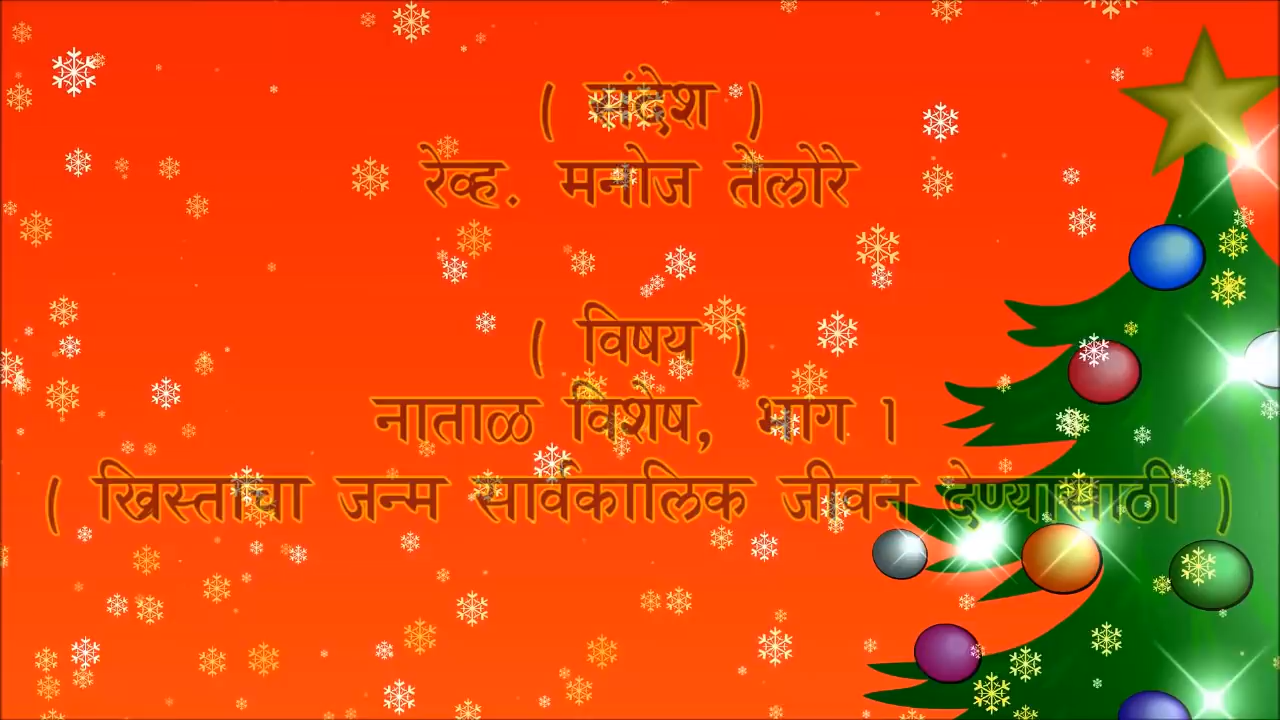 ( संदेश )
रेव्ह. मनोज तेलोरे
( विषय )
नाताळ विशेष, भाग १
( ख्रिस्ताचा जन्म सार्वकालिक जीवन देण्यासाठी )